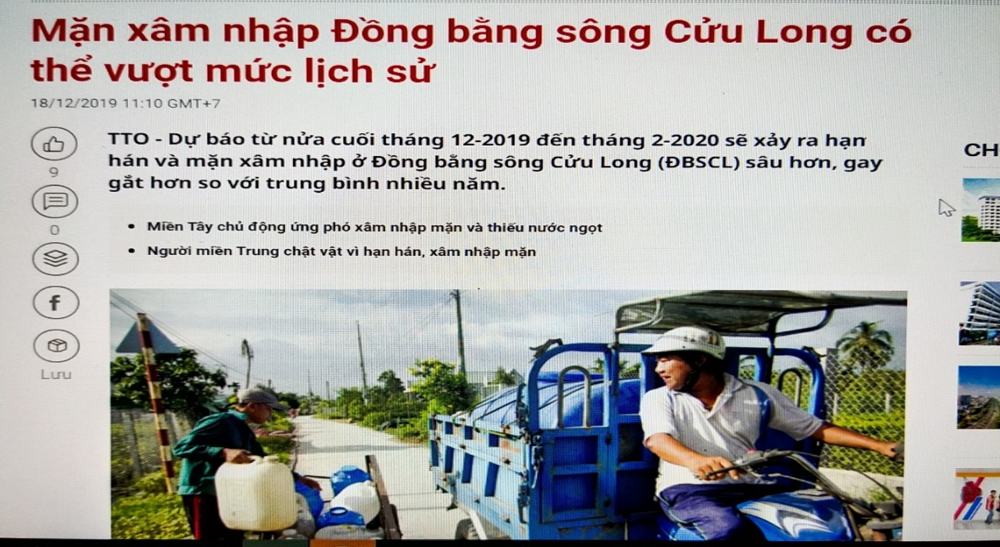 Mặn xâm nhập Đồng bằng sông Cửu Long có
thể vượt mức lịch sử
18/12/2019 11:10 GMT+7
TTO - Dự báo từ nửa cuối tháng 12-2019 đến tháng 2-2020 sẽ xảy ra hạn
hán và mặn xâm nhập ở Đồng bằng sông Cửu Long (ĐBSCL) sâu hơn, gay
gắt hơn so với trung bình nhiều năm.
9
0
• Miền Tây chủ động ứng phó xâm nhập mặn và thiếu nước ngọt
• Người miền Trung chật vật vì hạn hán, xâm nhập mặn
f
Lưu
CH